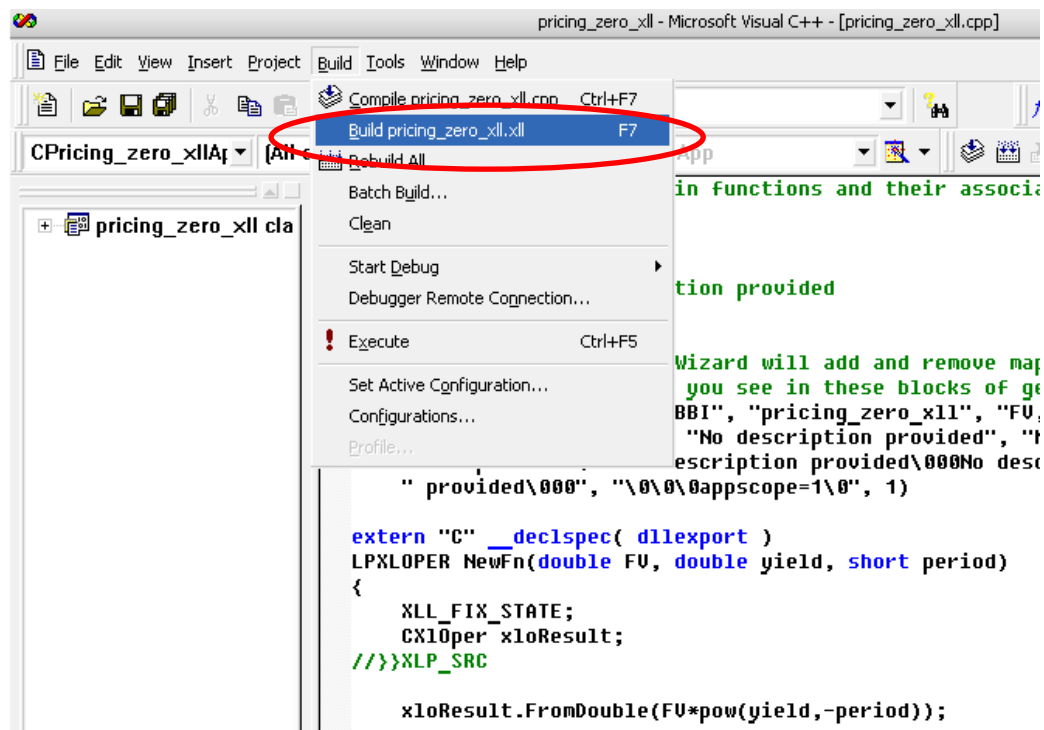 pricing_zero_xll - Microsoft Visual C++ - [pricing_zero_xll.cpp]
File Edit View Insert Project Build Tools Window Help
Compile pricing_zero_xll.cpp Ctrl+F7
Build pricing_zero_xll.xll F7
CPricing_zero_xllAp (All
Rebuild All
App
Batch Build...
in functions and their associa
pricing_zero_xll cla
Clean
Start Debug
tion provided
Debugger Remote Connection...
Execute Ctrl+F5
Wizard will add and remove map
Set Active Configuration...
you see in these blocks of ge
Configurations...
BBI", "pricing_zero_xll", "FV,
"No description provided", "N
Profile...
escription provided\000No desc
" provided\000", "\0\0\0appscope=1\0", 1)
extern "C" __declspec( dllexport )
LPXLOPER NewFn(double FV, double yield, short period)
{
XLL_FIX_STATE;
CXlOper xloResult;
//}}XLP_SRC
xloResult.FromDouble(FV*pow(yield,-period));